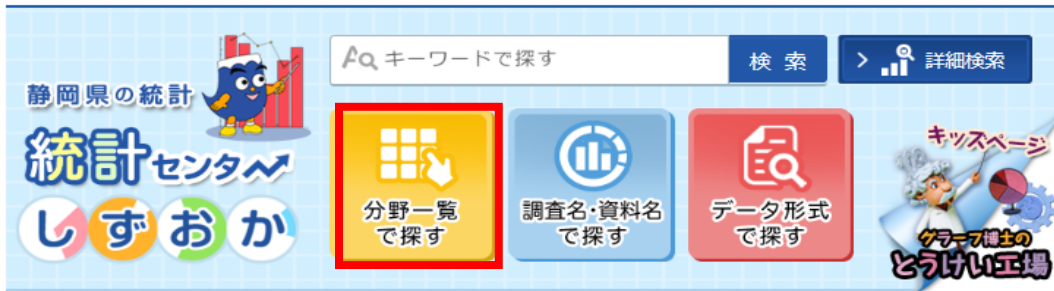 静岡県の統計
統計センター
しずおか
キーワードで探す
検 索
詳細検索
分野一覧
で探す
調査名・資料名
で探す
データ形式
で探す
キッズページ
グラーフ博士の
とうけい工場